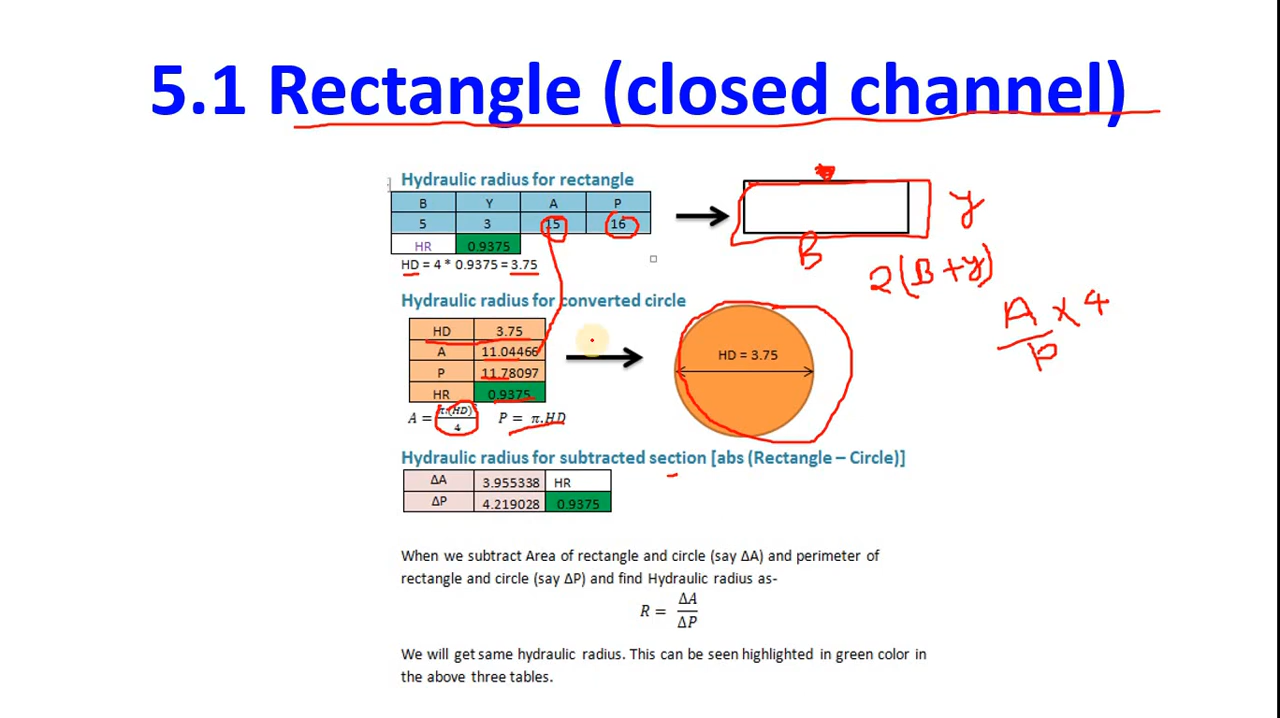 5.1 Rectangle (closed channel)
Hydraulic radius for rectangle
B Y A P
5 3 15 16
HR 0.9375
HD = 4 * 0.9375 = 3.75
y
B
2(B+y)
A/P × 4
Hydraulic radius for converted circle
HD 3.75
A 11.04466
P 11.78097
HR 0.9375
HD = 3.75
A = π.(HD)/4 P = π.HD
Hydraulic radius for subtracted section [abs (Rectangle – Circle)]
ΔA 3.955338 HR
ΔP 4.219028 0.9375
When we subtract Area of rectangle and circle (say ΔA) and perimeter of
rectangle and circle (say ΔP) and find Hydraulic radius as-
R = ΔA/ΔP
We will get same hydraulic radius. This can be seen highlighted in green color in
the above three tables.